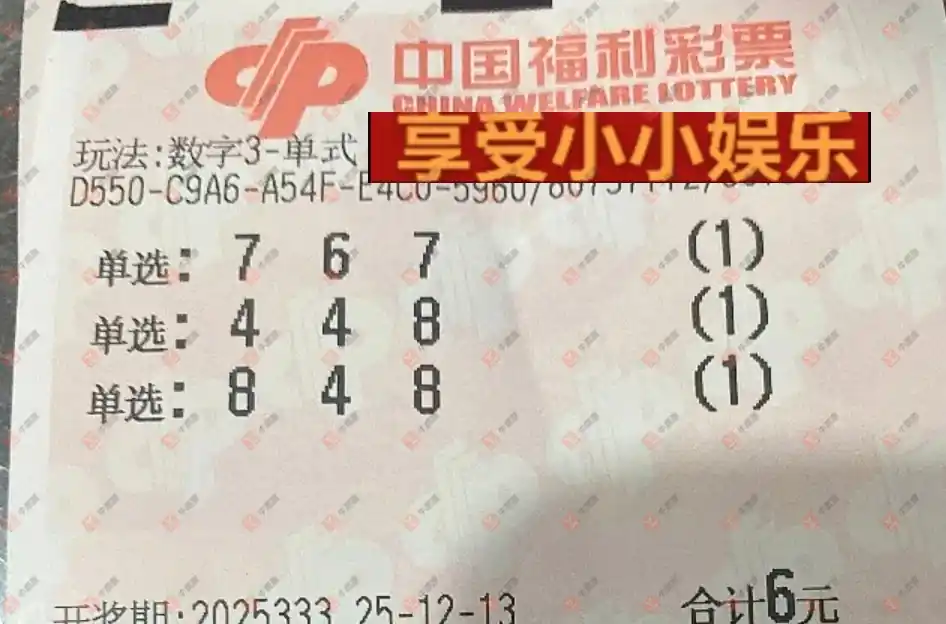 中国福利彩票
CHINA WELFARE LOTTERY
享受小小娱乐
玩法:数字3-单式
D550-C9A6-A54F-E4C0-5960/
单选: 7 6 7 (1)
单选: 4 4 8 (1)
单选: 8 4 8 (1)
开奖期:2025333 25-12-13 合计6元